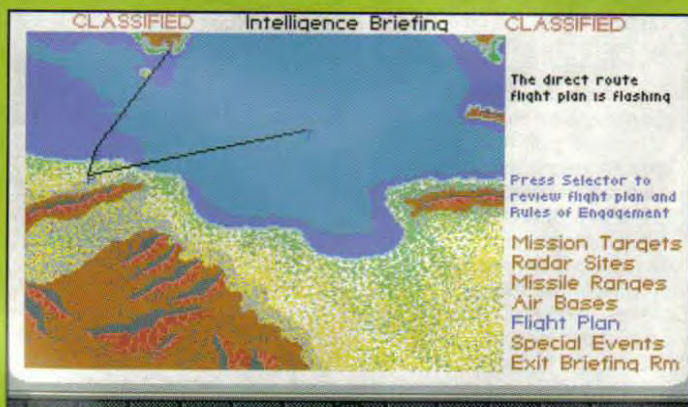 CLASSIFIED Intelligence Briefing CLASSIFIED
The direct route
flight plan is flashing
Press Selector to
review flight plan and
Rules of Engagement
Mission Targets
Radar Sites
Missile Ranges
Air Bases
Flight Plan
Special Events
Exit Briefing Rm